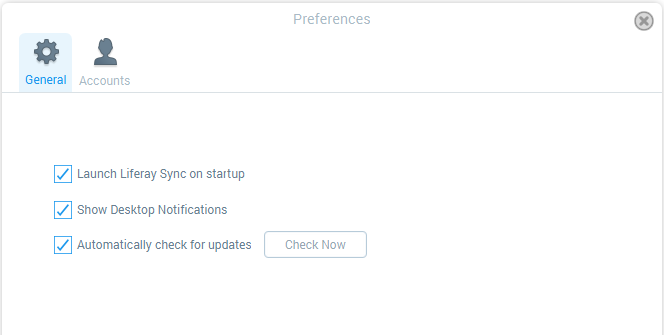 Preferences
General
Accounts
Launch Liferay Sync on startup
Show Desktop Notifications
Automatically check for updates
Check Now